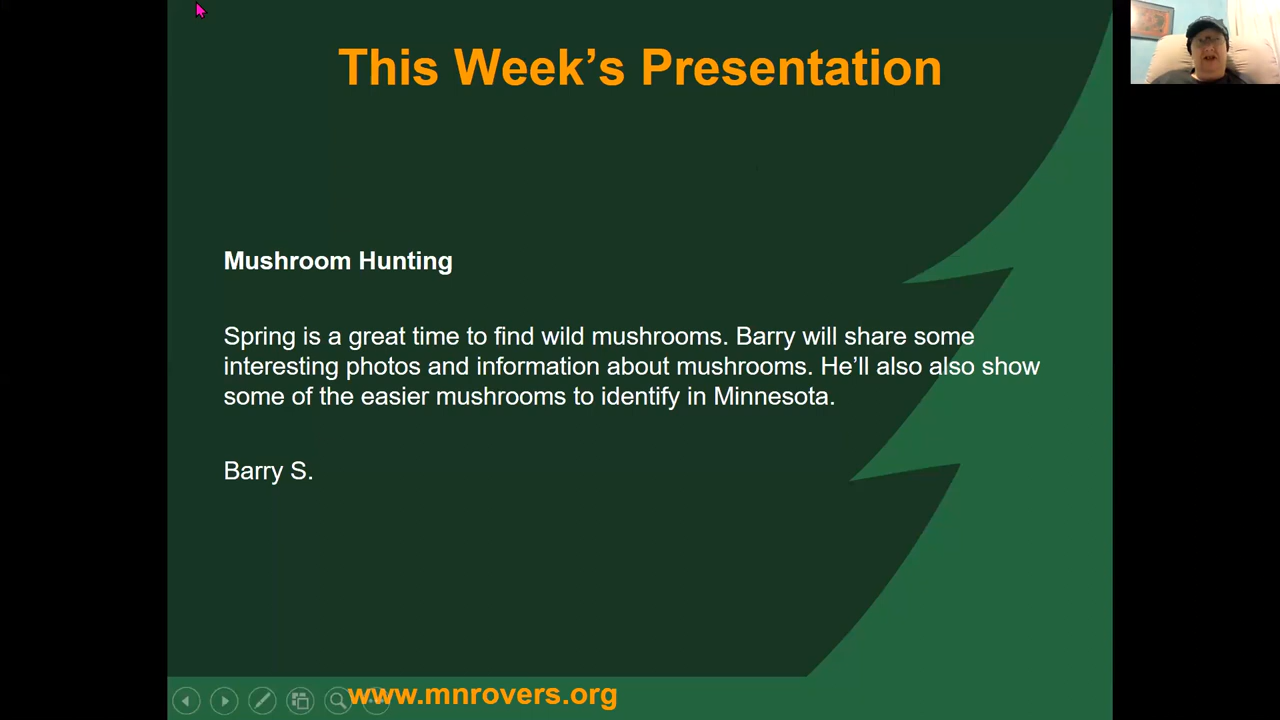 This Week’s Presentation
Mushroom Hunting
Spring is a great time to find wild mushrooms. Barry will share some
interesting photos and information about mushrooms. He’ll also also show
some of the easier mushrooms to identify in Minnesota.
Barry S.
www.mnrovers.org